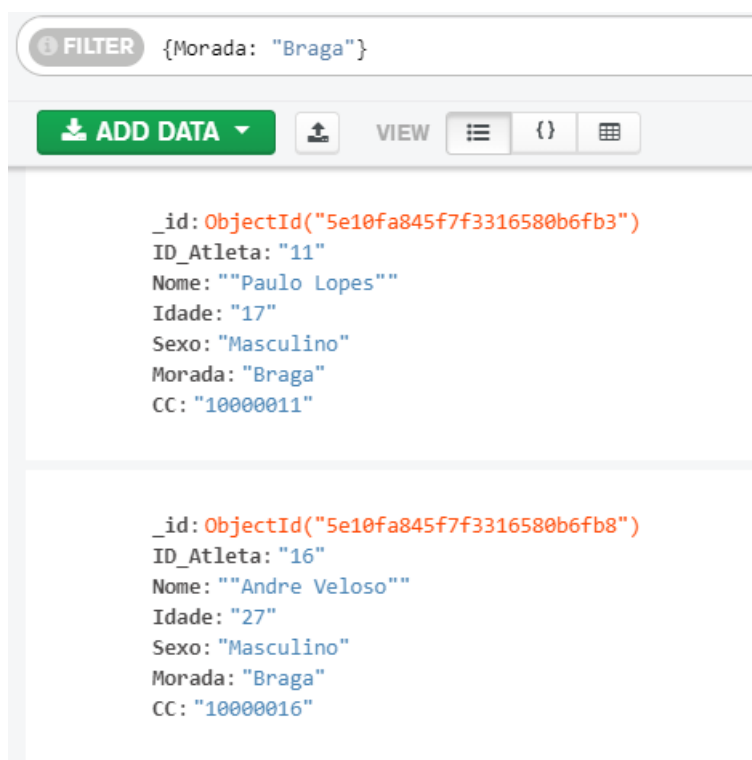 FILTER {Morada: "Braga"}
ADD DATA VIEW {}
_id: ObjectId("5e10fa845f7f3316580b6fb3")
ID_Atleta: "11"
Nome: ""Paulo Lopes""
Idade: "17"
Sexo: "Masculino"
Morada: "Braga"
CC: "10000011"
_id: ObjectId("5e10fa845f7f3316580b6fb8")
ID_Atleta: "16"
Nome: ""Andre Veloso""
Idade: "27"
Sexo: "Masculino"
Morada: "Braga"
CC: "10000016"